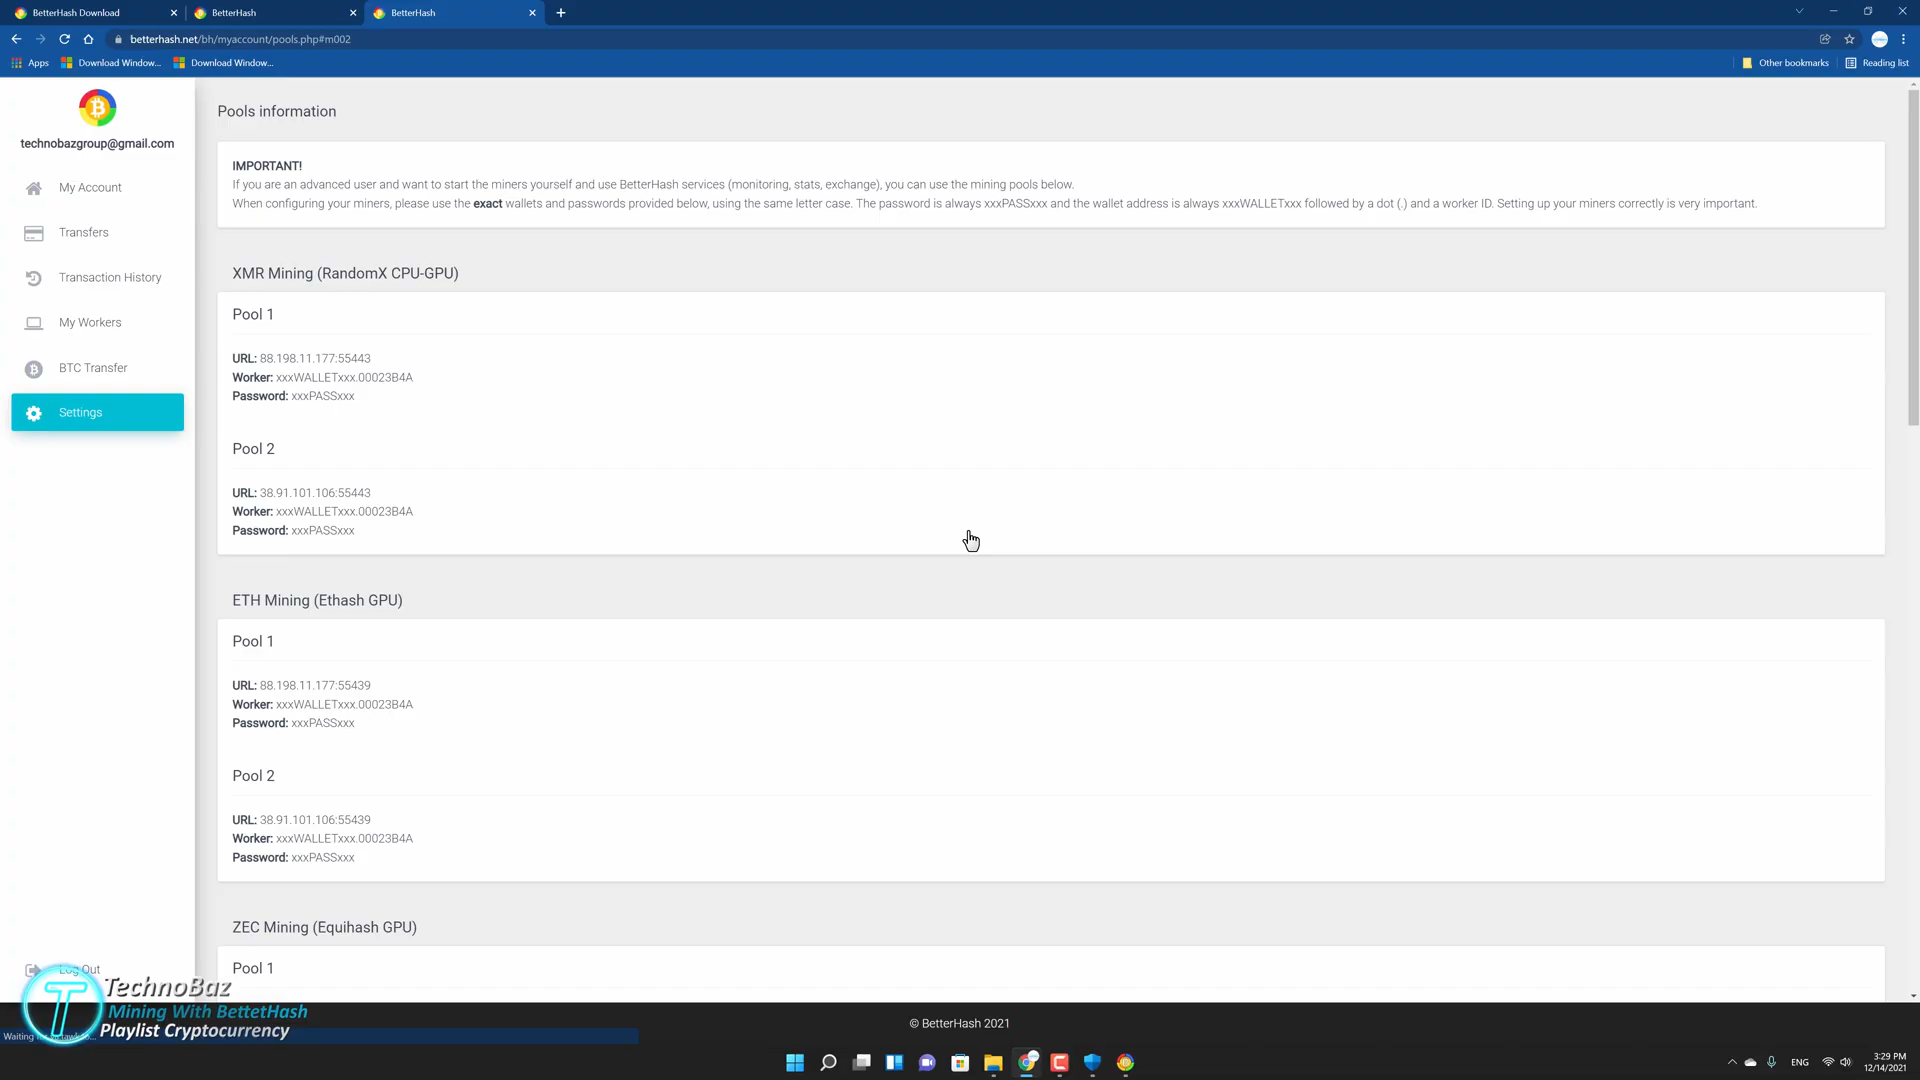 BetterHash Download
BetterHash
BetterHash
betterhash.net/bh/myaccount/pools.php#m002
Apps
Download Window...
Download Window...
Other bookmarks
Reading list
technobazgroup@gmail.com
My Account
Transfers
Transaction History
My Workers
BTC Transfer
Settings
Log Out
Pools information
IMPORTANT!
If you are an advanced user and want to start the miners yourself and use BetterHash services (monitoring, stats, exchange), you can use the mining pools below.
When configuring your miners, please use the exact wallets and passwords provided below, using the same letter case. The password is always xxxPASSxxx and the wallet address is always xxxWALLETxxx followed by a dot (.) and a worker ID. Setting up your miners correctly is very important.
XMR Mining (RandomX CPU-GPU)
Pool 1
URL: 88.198.11.177:55443
Worker: xxxWALLETxxx.00023B4A
Password: xxxPASSxxx
Pool 2
URL: 38.91.101.106:55443
Worker: xxxWALLETxxx.00023B4A
Password: xxxPASSxxx
ETH Mining (Ethash GPU)
Pool 1
URL: 88.198.11.177:55439
Worker: xxxWALLETxxx.00023B4A
Password: xxxPASSxxx
Pool 2
URL: 38.91.101.106:55439
Worker: xxxWALLETxxx.00023B4A
Password: xxxPASSxxx
ZEC Mining (Equihash GPU)
Pool 1
TechnoBaz
Mining With BettetHash
Playlist Cryptocurrency
Waiting
© BetterHash 2021
ENG
3:29 PM
12/14/2021